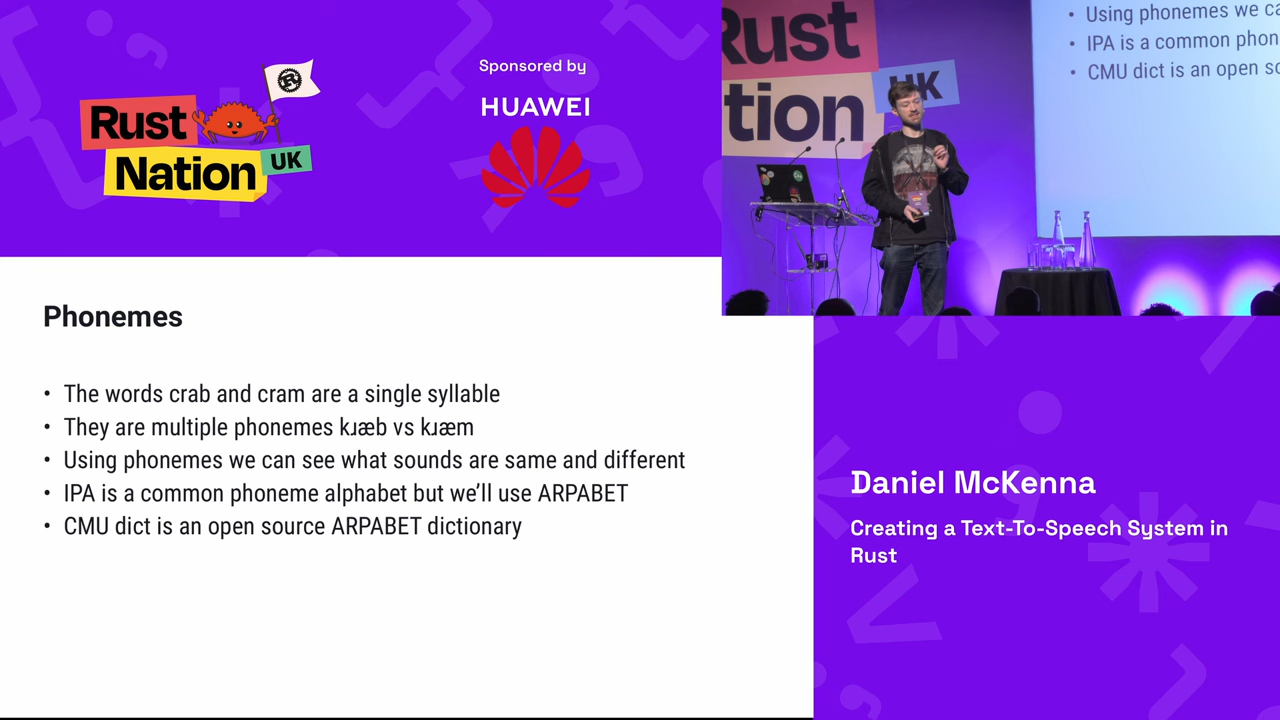 Rust
Nation
UK
Sponsored by
HUAWEI
Rust
tion
UK
Using phonemes we ca
IPA is a common phon
CMU dict is an open so
Phonemes
• The words crab and cram are a single syllable
• They are multiple phonemes kɹæb vs kɹæm
• Using phonemes we can see what sounds are same and different
• IPA is a common phoneme alphabet but we’ll use ARPABET
• CMU dict is an open source ARPABET dictionary
Daniel McKenna
Creating a Text-To-Speech System in
Rust